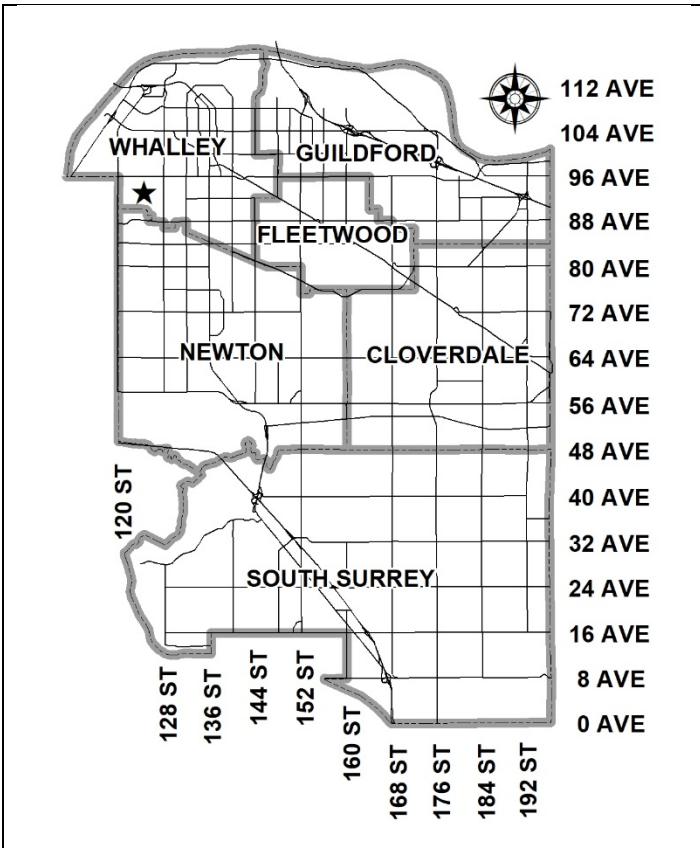 112 AVE
104 AVE
WHALLEY
GUILDFORD
96 AVE
88 AVE
FLEETWOOD
80 AVE
72 AVE
NEWTON
CLOVERDALE
64 AVE
56 AVE
48 AVE
120 ST
40 AVE
32 AVE
SOUTH SURREY
24 AVE
16 AVE
8 AVE
0 AVE
128 ST
136 ST
144 ST
152 ST
160 ST
168 ST
176 ST
184 ST
192 ST